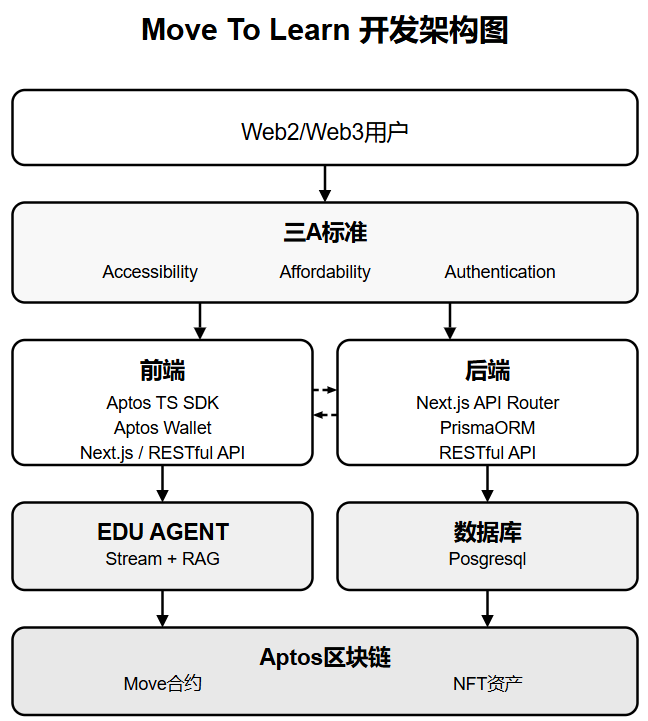 Move To Learn 开发架构图
Web2/Web3用户
三A标准
Accessibility Affordability Authentication
前端
Aptos TS SDK
Aptos Wallet
Next.js / RESTful API
后端
Next.js API Router
PrismaORM
RESTful API
EDU AGENT
Stream + RAG
数据库
Posgresql
Aptos区块链
Move合约 NFT资产